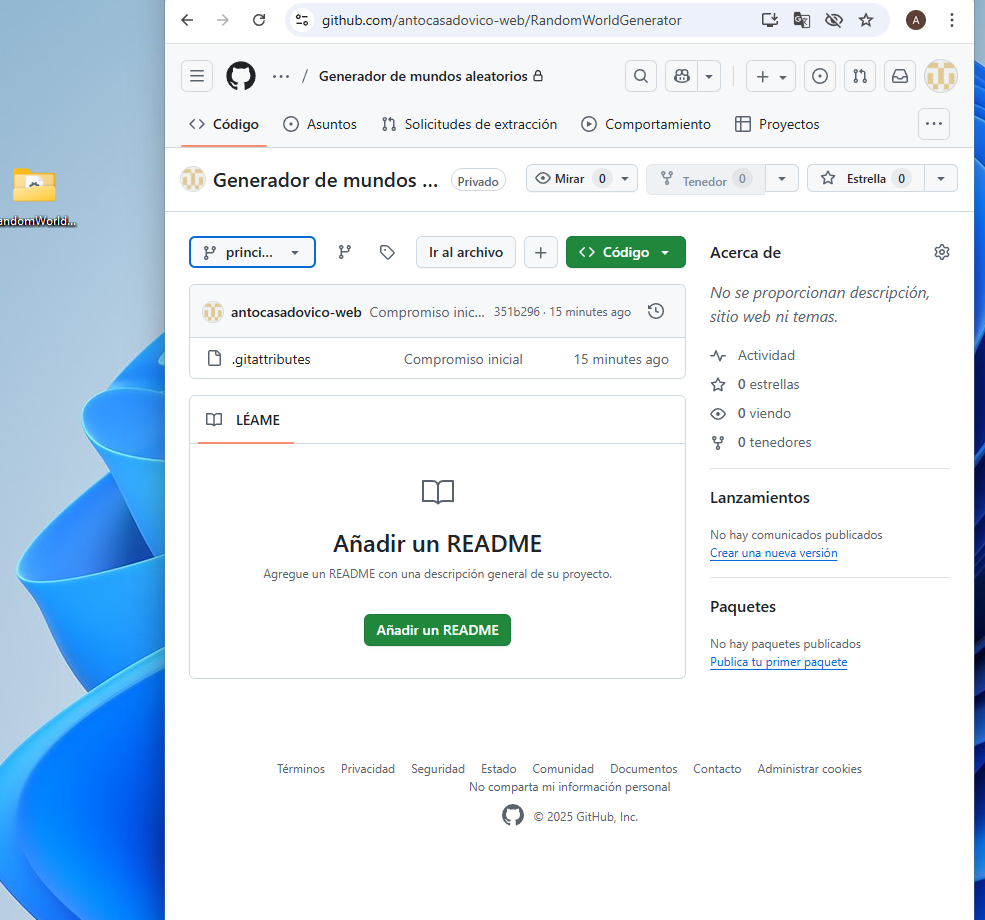 github.com/antocasadovico-web/RandomWorldGenerator
A
... / Generador de mundos aleatorios
Código Asuntos Solicitudes de extracción Comportamiento Proyectos ...
Generador de mundos ... Privado Mirar 0 Tenedor 0 Estrella 0
andomWorld...
princi... Ir al archivo + Código
Acerca de
No se proporcionan descripción,
sitio web ni temas.
antocasadovico-web Compromiso inic... 351b296 · 15 minutes ago
.gitattributes Compromiso inicial 15 minutes ago
Actividad
0 estrellas
0 viendo
0 tenedores
LÉAME
Añadir un README
Agregue un README con una descripción general de su proyecto.
Añadir un README
Lanzamientos
No hay comunicados publicados
Crear una nueva versión
Paquetes
No hay paquetes publicados
Publica tu primer paquete
Términos Privacidad Seguridad Estado Comunidad Documentos Contacto Administrar cookies
No comparta mi información personal
© 2025 GitHub, Inc.